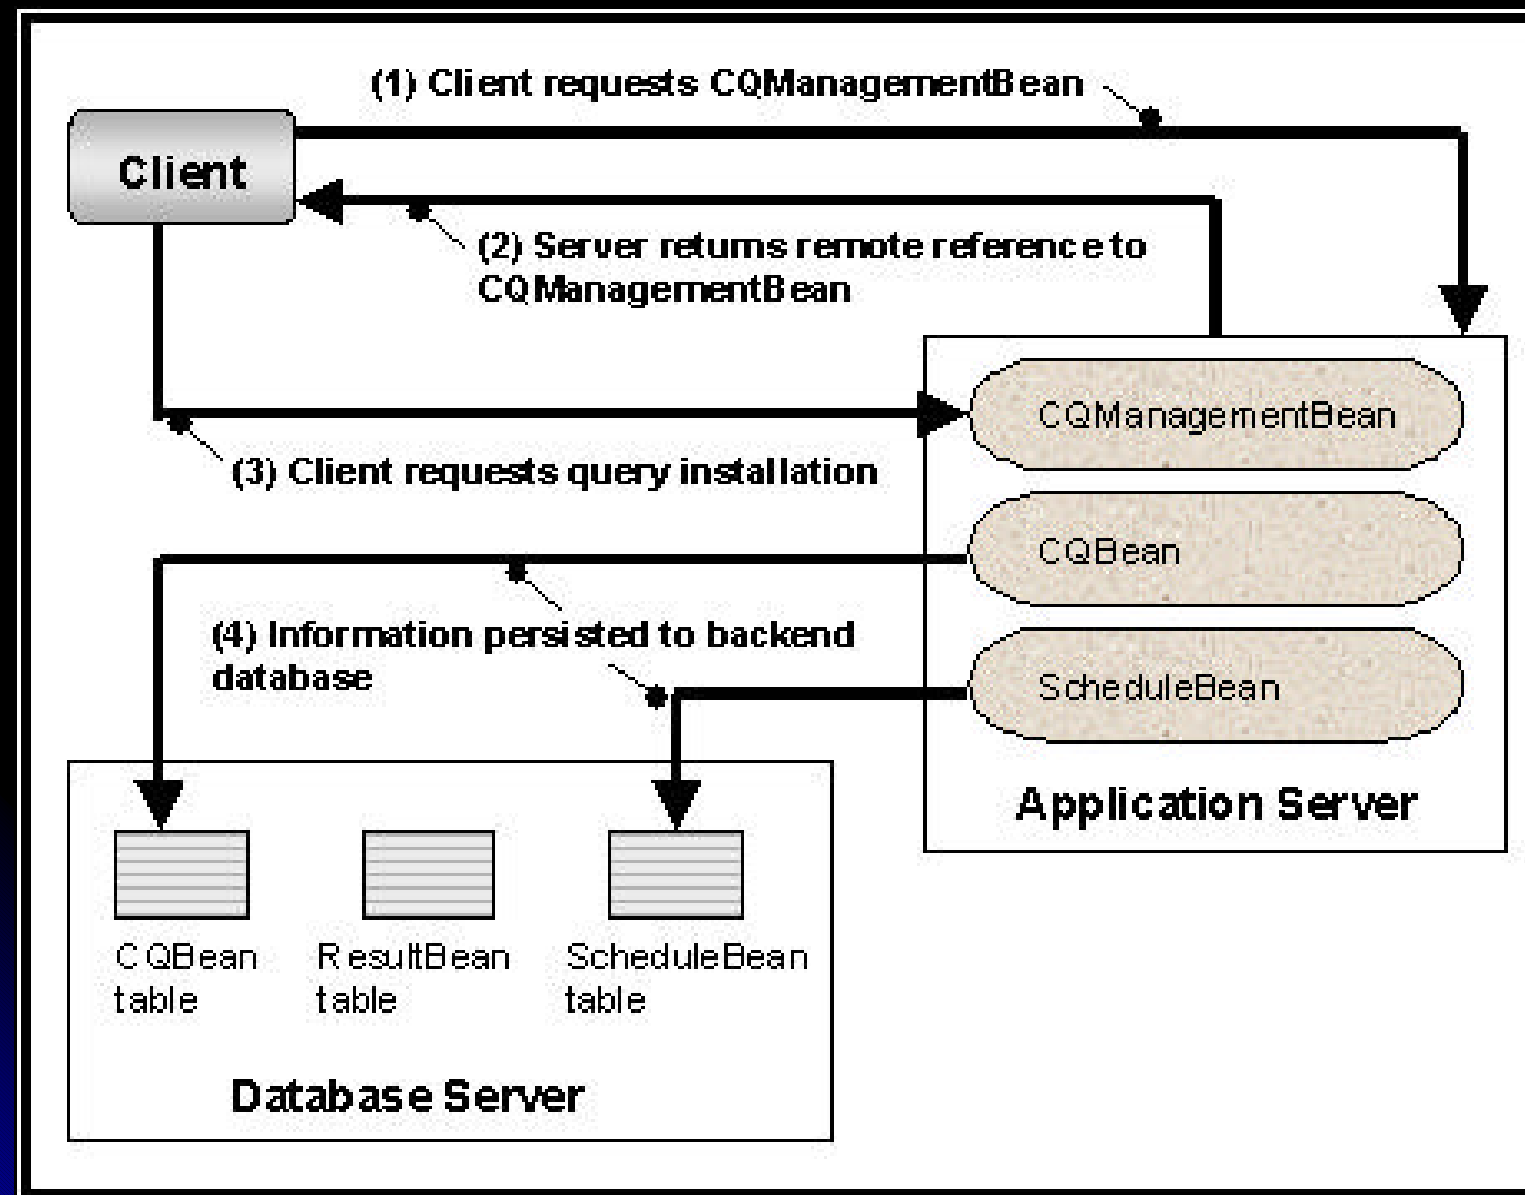 (1) Client requests CQManagementBean
Client
(2) Server returns remote reference to
CQManagementBean
CQManagementBean
(3) Client requests query installation
CQBean
(4) Information persisted to backend
database
ScheduleBean
Application Server
CQBean
table
ResultBean
table
ScheduleBean
table
Database Server